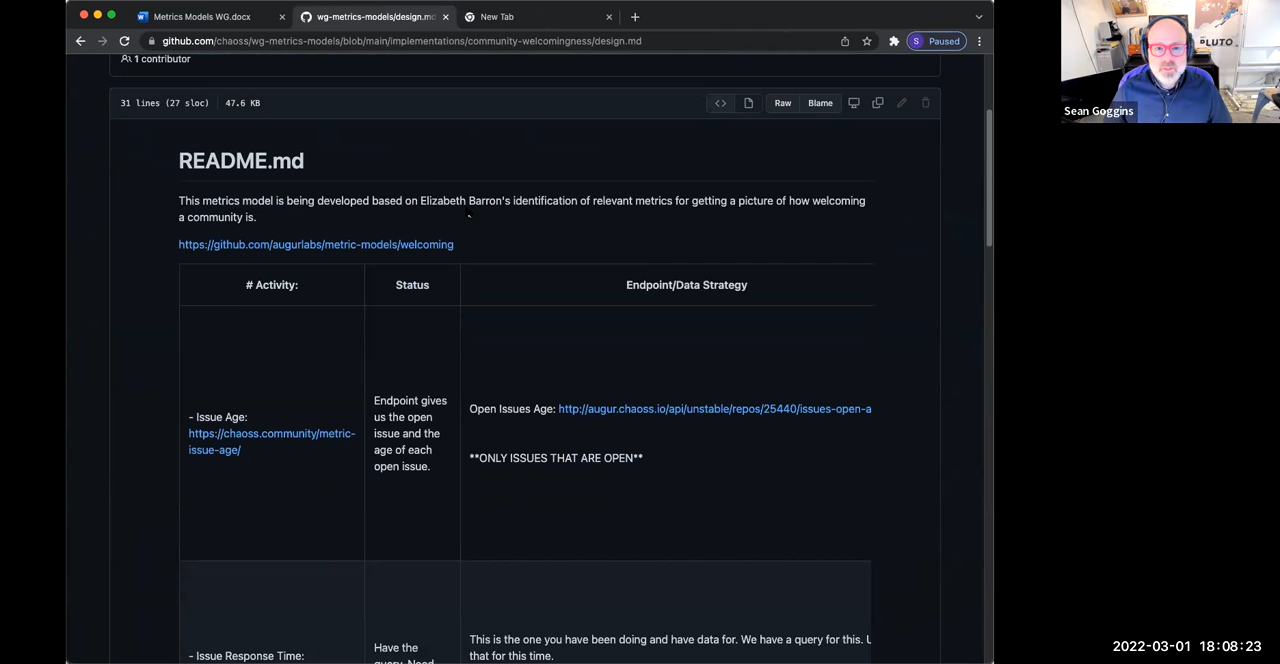 Metrics Models WG.docx
wg-metrics-models/design.md
New Tab
github.com/chaoss/wg-metrics-models/blob/main/implementations/community-welcomingness/design.md
S Paused
1 contributor
31 lines (27 sloc) 47.6 KB
Raw Blame
README.md
This metrics model is being developed based on Elizabeth Barron's identification of relevant metrics for getting a picture of how welcoming
a community is.
https://github.com/augurlabs/metric-models/welcoming
# Activity: Status Endpoint/Data Strategy
- Issue Age:
https://chaoss.community/metric-
issue-age/
Endpoint gives
us the open
issue and the
age of each
open issue.
Open Issues Age: http://augur.chaoss.io/api/unstable/repos/25440/issues-open-a
**ONLY ISSUES THAT ARE OPEN**
- Issue Response Time:
Have the
query. Need
This is the one you have been doing and have data for. We have a query for this. U
that for this time.
PLUTO
Sean Goggins
2022-03-01 18:08:23